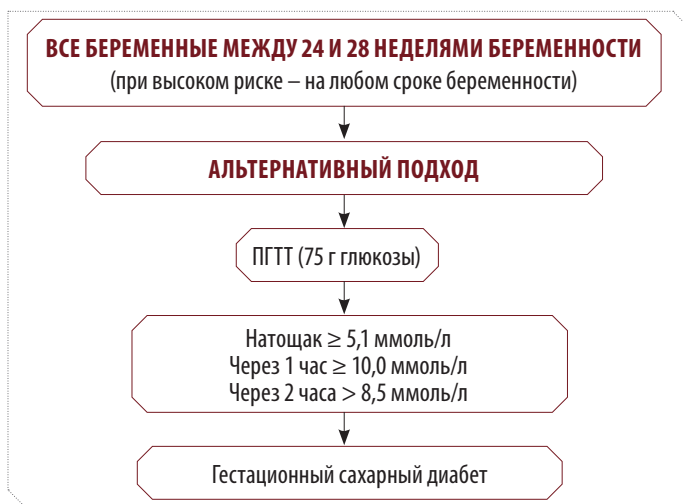 ВСЕ БЕРЕМЕННЫЕ МЕЖДУ 24 И 28 НЕДЕЛЯМИ БЕРЕМЕННОСТИ
(при высоком риске – на любом сроке беременности)
АЛЬТЕРНАТИВНЫЙ ПОДХОД
ПГТТ (75 г глюкозы)
Натощак ≥ 5,1 ммоль/л
Через 1 час ≥ 10,0 ммоль/л
Через 2 часа > 8,5 ммоль/л
Гестационный сахарный диабет